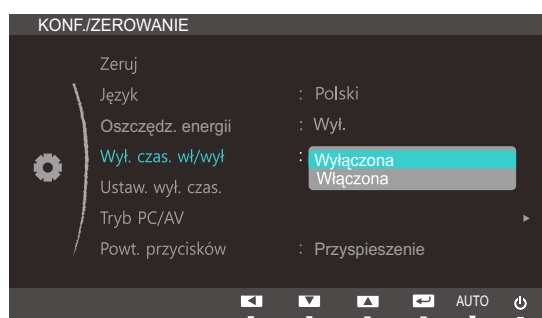 KONF./ZEROWANIE
Zeruj
Język : Polski
Oszczędz. energii : Wył.
Wył. czas. wł/wył : Wyłączona
Włączona
Ustaw. wył. czas.
Tryb PC/AV
Powt. przycisków : Przyspieszenie
AUTO